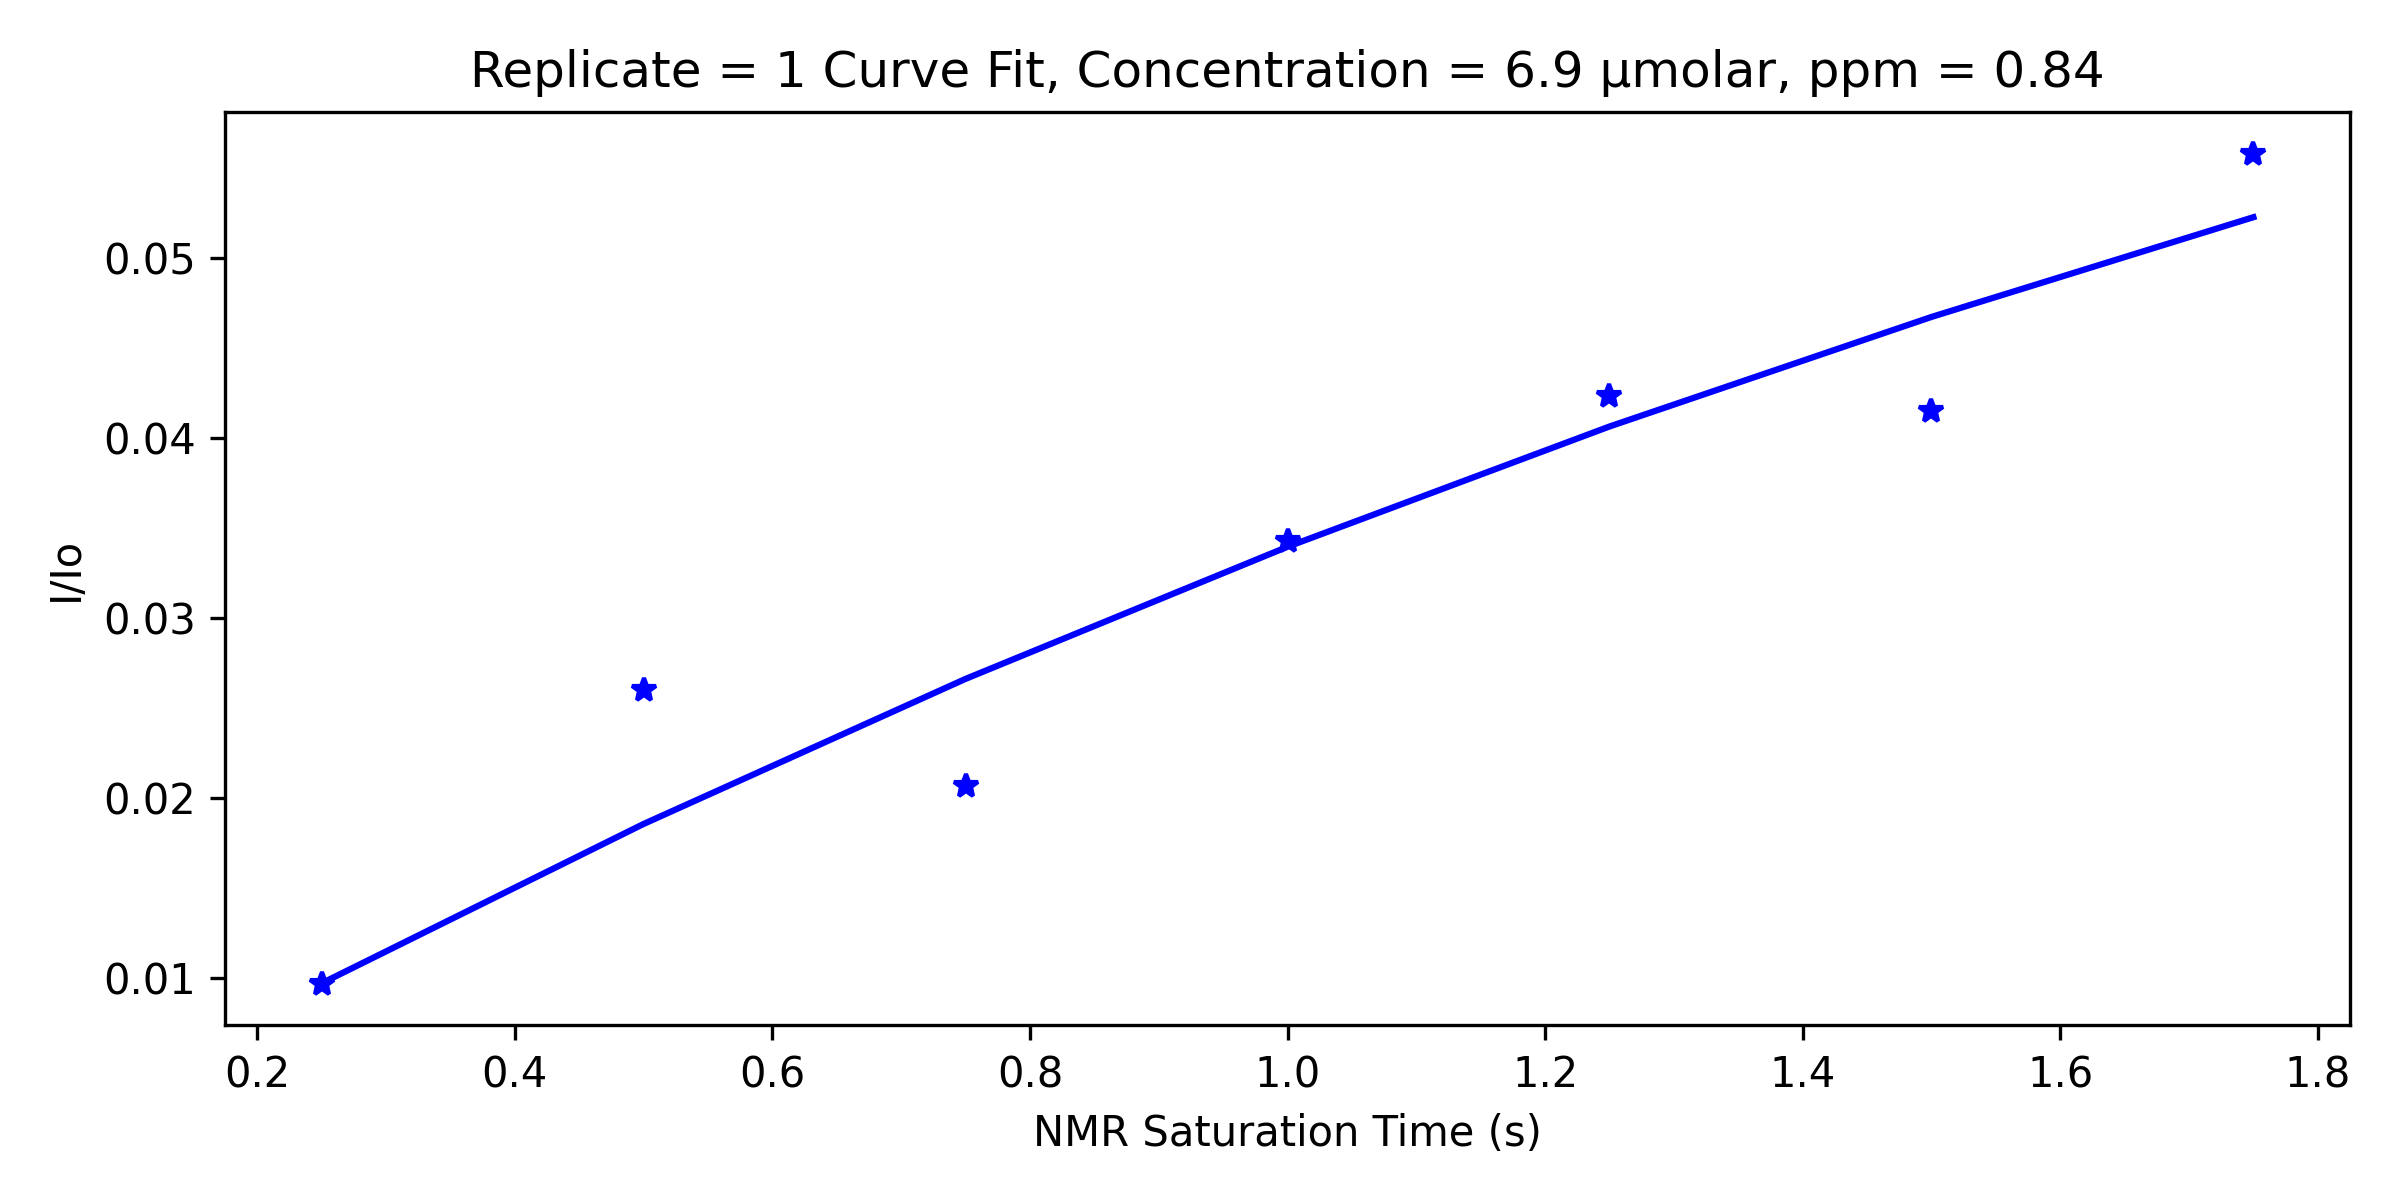 Replicate = 1 Curve Fit, Concentration = 6.9 µmolar, ppm = 0.84
I/Io
0.05
0.04
0.03
0.02
0.01
0.2 0.4 0.6 0.8 1.0 1.2 1.4 1.6 1.8
NMR Saturation Time (s)